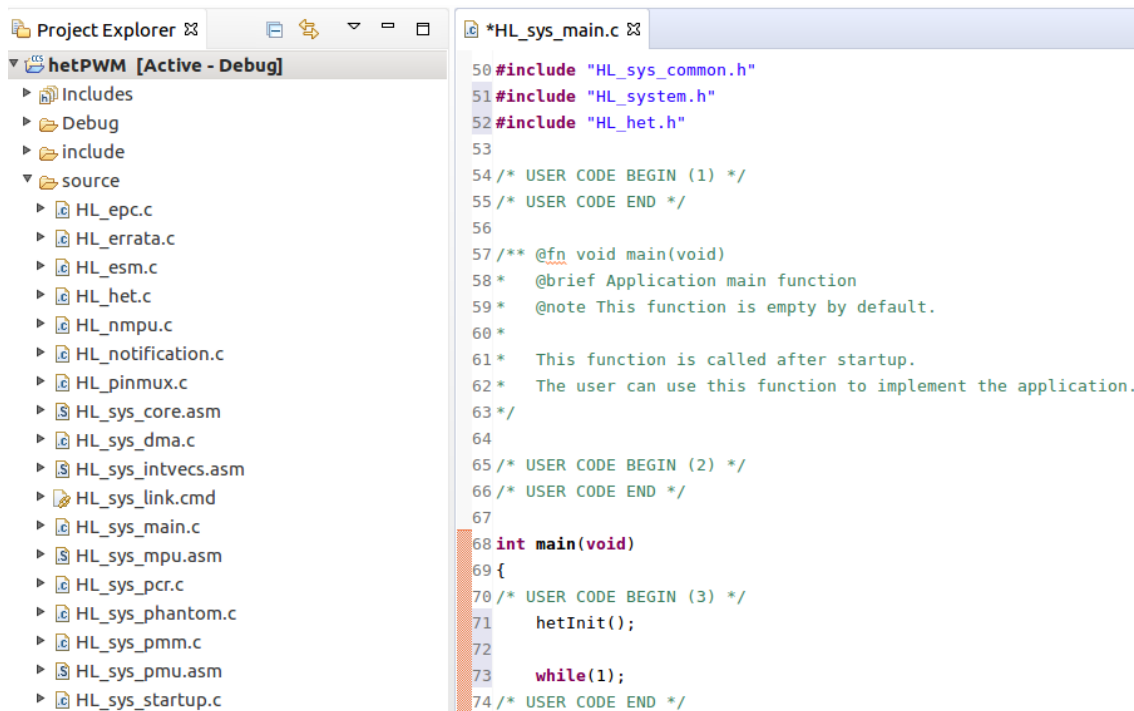 Project Explorer
hetPWM [Active - Debug]
Includes
Debug
include
source
HL_epc.c
HL_errata.c
HL_esm.c
HL_het.c
HL_nmpu.c
HL_notification.c
HL_pinmux.c
HL_sys_core.asm
HL_sys_dma.c
HL_sys_intvecs.asm
HL_sys_link.cmd
HL_sys_main.c
HL_sys_mpu.asm
HL_sys_pcr.c
HL_sys_phantom.c
HL_sys_pmm.c
HL_sys_pmu.asm
HL_sys_startup.c
*HL_sys_main.c
50 #include "HL_sys_common.h"
51 #include "HL_system.h"
52 #include "HL_het.h"
53
54 /* USER CODE BEGIN (1) */
55 /* USER CODE END */
56
57 /** @fn void main(void)
58 *   @brief Application main function
59 *   @note This function is empty by default.
60 *
61 *   This function is called after startup.
62 *   The user can use this function to implement the application.
63 */
64
65 /* USER CODE BEGIN (2) */
66 /* USER CODE END */
67
68 int main(void)
69 {
70 /* USER CODE BEGIN (3) */
71     hetInit();
72
73     while(1);
74 /* USER CODE END */